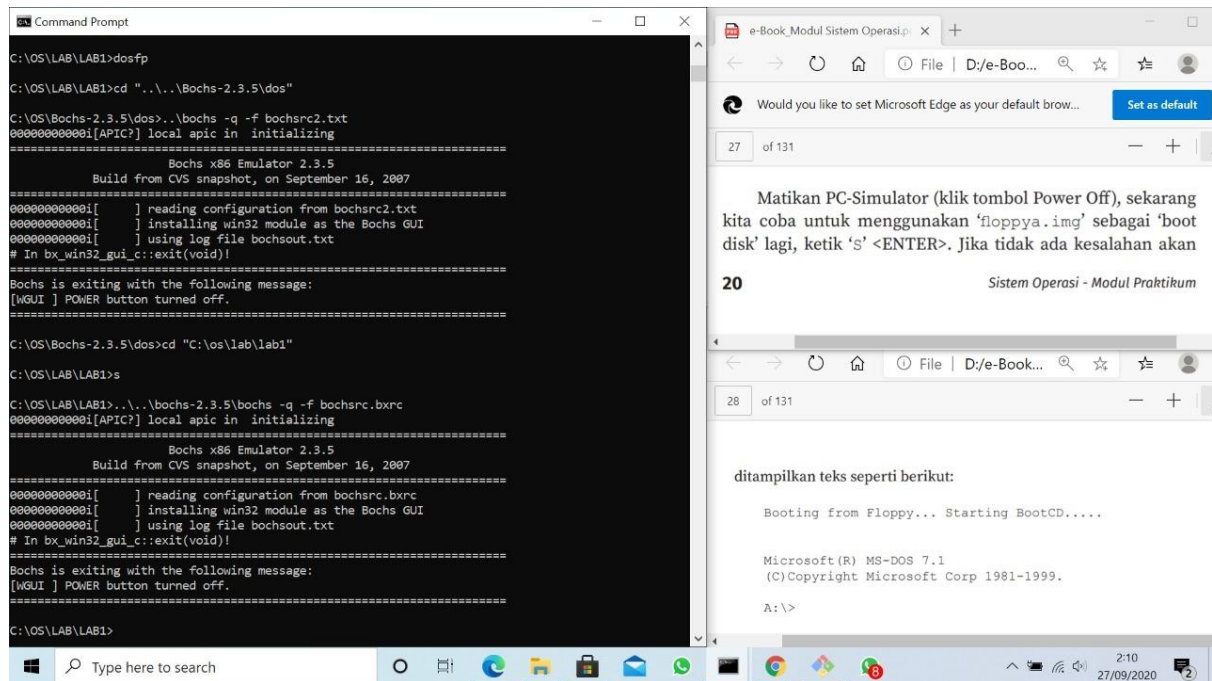 Command Prompt
C:\OS\LAB\LAB1>dosfp
C:\OS\LAB\LAB1>cd "..\..\Bochs-2.3.5\dos"
C:\OS\Bochs-2.3.5\dos>..\bochs -q -f bochsrc2.txt
00000000000i[APIC?] local apic in  initializing
========================================================================
Bochs x86 Emulator 2.3.5
Build from CVS snapshot, on September 16, 2007
========================================================================
00000000000i[     ] reading configuration from bochsrc2.txt
00000000000i[     ] installing win32 module as the Bochs GUI
00000000000i[     ] using log file bochsout.txt
# In bx_win32_gui_c::exit(void)!
========================================================================
Bochs is exiting with the following message:
[WGUI ] POWER button turned off.
========================================================================
C:\OS\Bochs-2.3.5\dos>cd "C:\os\lab\lab1"
C:\OS\LAB\LAB1>s
C:\OS\LAB\LAB1>..\..\bochs-2.3.5\bochs -q -f bochsrc.bxrc
00000000000i[APIC?] local apic in  initializing
========================================================================
Bochs x86 Emulator 2.3.5
Build from CVS snapshot, on September 16, 2007
========================================================================
00000000000i[     ] reading configuration from bochsrc.bxrc
00000000000i[     ] installing win32 module as the Bochs GUI
00000000000i[     ] using log file bochsout.txt
# In bx_win32_gui_c::exit(void)!
========================================================================
Bochs is exiting with the following message:
[WGUI ] POWER button turned off.
========================================================================
C:\OS\LAB\LAB1>
e-Book_Modul Sistem Operasi.p
File | D:/e-Boo...
Would you like to set Microsoft Edge as your default brow... Set as default
27 of 131
Matikan PC-Simulator (klik tombol Power Off), sekarang
kita coba untuk menggunakan 'floppya.img' sebagai 'boot
disk' lagi, ketik 'S' <ENTER>. Jika tidak ada kesalahan akan
20 Sistem Operasi - Modul Praktikum
File | D:/e-Book...
28 of 131
ditampilkan teks seperti berikut:
Booting from Floppy... Starting BootCD.....
Microsoft(R) MS-DOS 7.1
(C)Copyright Microsoft Corp 1981-1999.
A:\>
Type here to search
8
2:10
27/09/2020
2